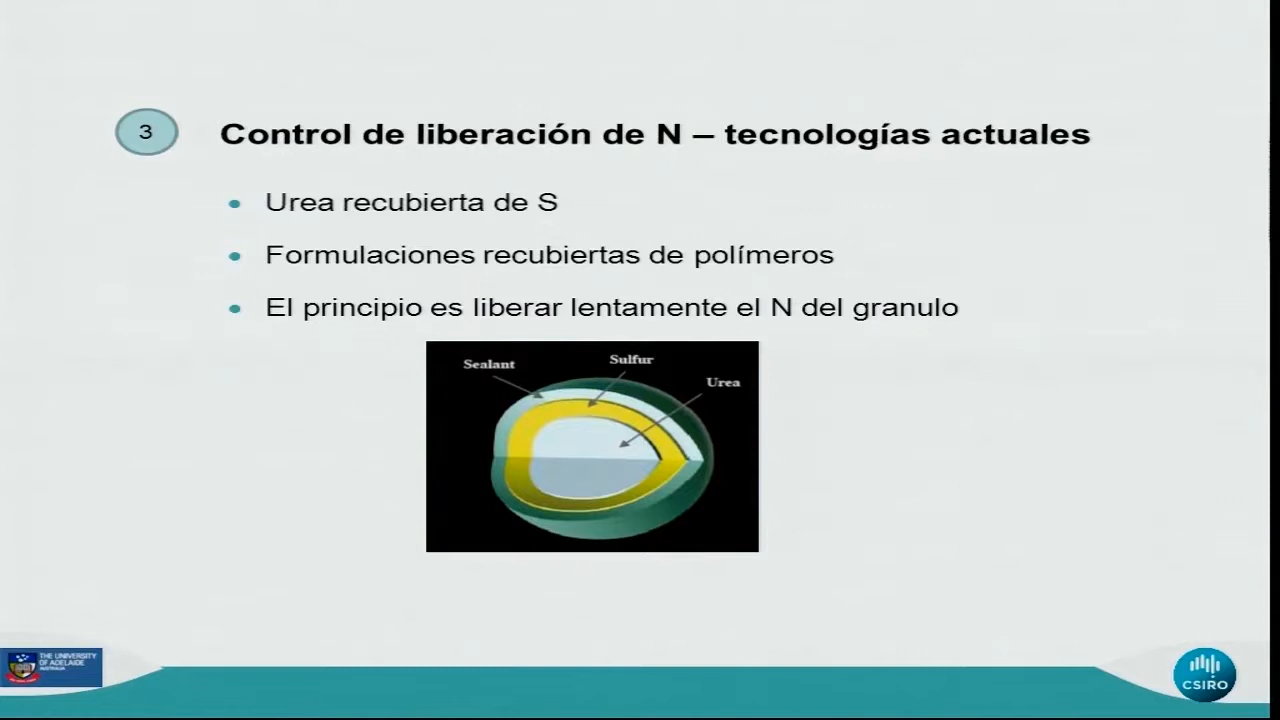 3
Control de liberación de N – tecnologías actuales
Urea recubierta de S
Formulaciones recubiertas de polímeros
El principio es liberar lentamente el N del granulo
Sealant
Sulfur
Urea
THE UNIVERSITY
OF ADELAIDE
AUSTRALIA
CSIRO